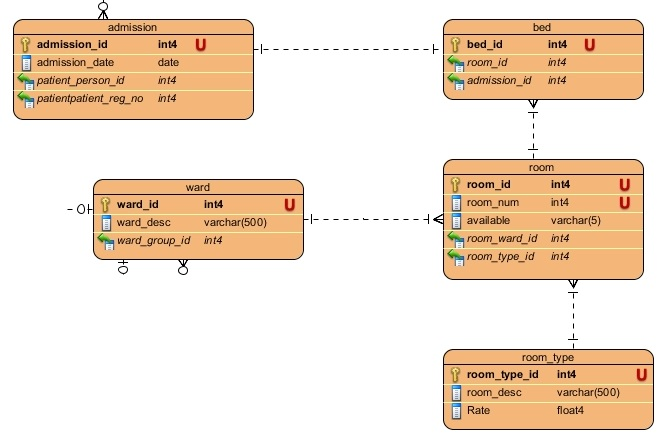 admission
admission_id int4 U
admission_date date
patient_person_id int4
patientpatient_reg_no int4
bed
bed_id int4 U
room_id int4
admission_id int4
ward
ward_id int4 U
ward_desc varchar(500)
ward_group_id int4
room
room_id int4 U
room_num int4 U
available varchar(5)
room_ward_id int4
room_type_id int4
room_type
room_type_id int4 U
room_desc varchar(500)
Rate float4